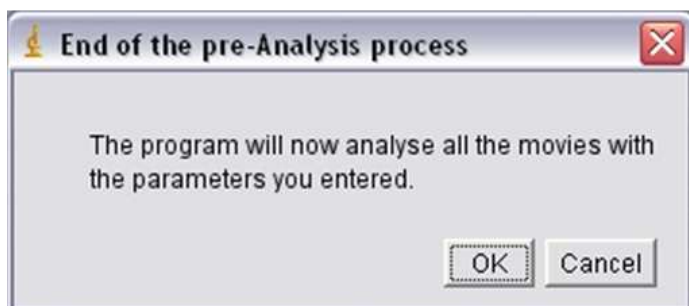 End of the pre-Analysis process
The program will now analyse all the movies with
the parameters you entered.
OK Cancel